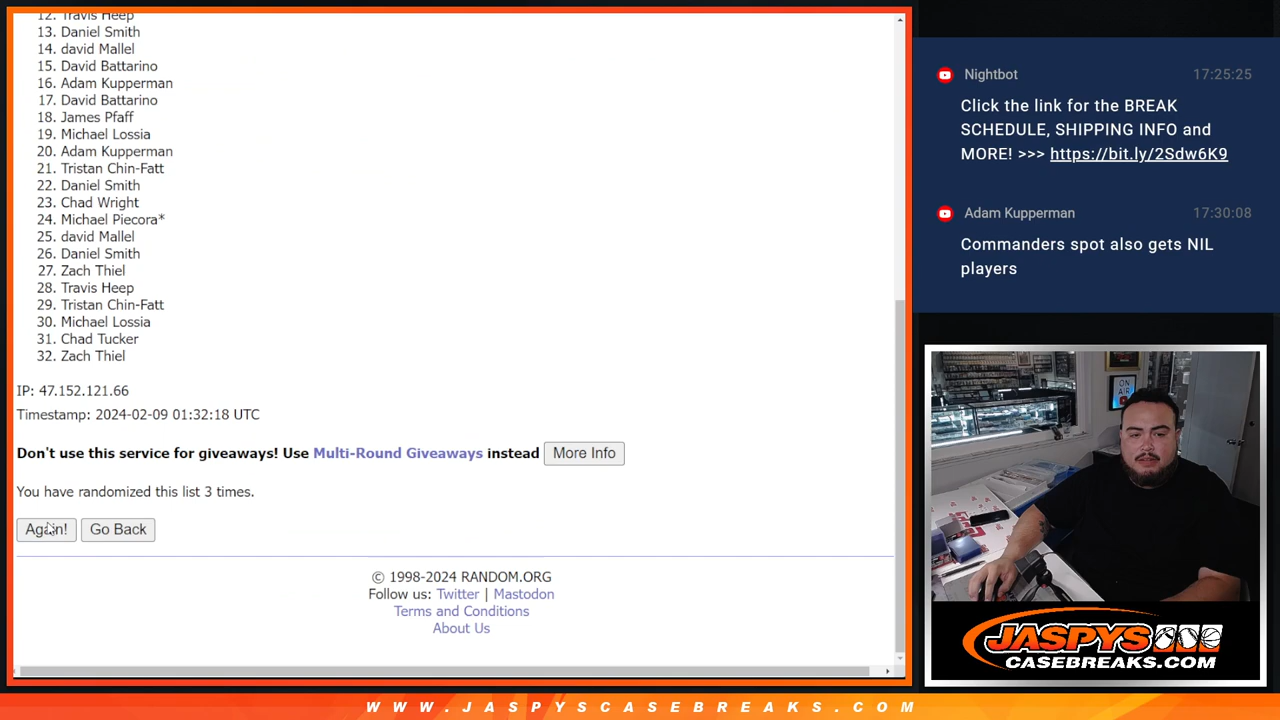 12. Travis Heep
13. Daniel Smith
14. david Mallel
15. David Battarino
16. Adam Kupperman
17. David Battarino
18. James Pfaff
19. Michael Lossia
20. Adam Kupperman
21. Tristan Chin-Fatt
22. Daniel Smith
23. Chad Wright
24. Michael Piecora*
25. david Mallel
26. Daniel Smith
27. Zach Thiel
28. Travis Heep
29. Tristan Chin-Fatt
30. Michael Lossia
31. Chad Tucker
32. Zach Thiel
IP: 47.152.121.66
Timestamp: 2024-02-09 01:32:18 UTC
Don't use this service for giveaways! Use Multi-Round Giveaways instead More Info
You have randomized this list 3 times.
Again! Go Back
© 1998-2024 RANDOM.ORG
Follow us: Twitter | Mastodon
Terms and Conditions
About Us
Nightbot 17:25:25
Click the link for the BREAK
SCHEDULE, SHIPPING INFO and
MORE! >>> https://bit.ly/2Sdw6K9
Adam Kupperman 17:30:08
Commanders spot also gets NIL
players
ON
AIR
JASPYS
CASEBREAKS.COM
WWW.JASPYSCASEBREAKS.COM